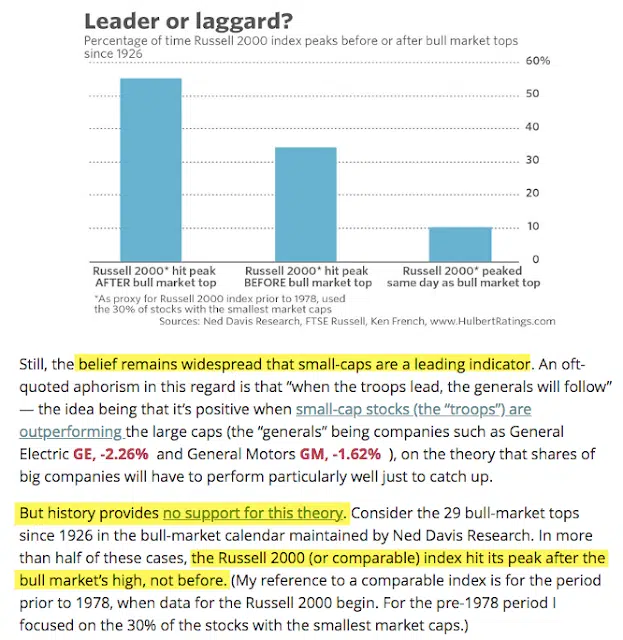 Leader or laggard?
Percentage of time Russell 2000 index peaks before or after bull market tops
since 1926
60%
50
40
30
20
10
0
Russell 2000* hit peak
AFTER bull market top
Russell 2000* hit peak
BEFORE bull market top
Russell 2000* peaked
same day as bull market top
*As proxy for Russell 2000 index prior to 1978, used
the 30% of stocks with the smallest market caps
Sources: Ned Davis Research, FTSE Russell, Ken French, www.HulbertRatings.com
Still, the belief remains widespread that small-caps are a leading indicator. An oft-
quoted aphorism in this regard is that “when the troops lead, the generals will follow”
— the idea being that it’s positive when small-cap stocks (the “troops”) are
outperforming the large caps (the “generals” being companies such as General
Electric GE, -2.26% and General Motors GM, -1.62% ), on the theory that shares of
big companies will have to perform particularly well just to catch up.
But history provides no support for this theory. Consider the 29 bull-market tops
since 1926 in the bull-market calendar maintained by Ned Davis Research. In more
than half of these cases, the Russell 2000 (or comparable) index hit its peak after the
bull market’s high, not before. (My reference to a comparable index is for the period
prior to 1978, when data for the Russell 2000 begin. For the pre-1978 period I
focused on the 30% of the stocks with the smallest market caps.)